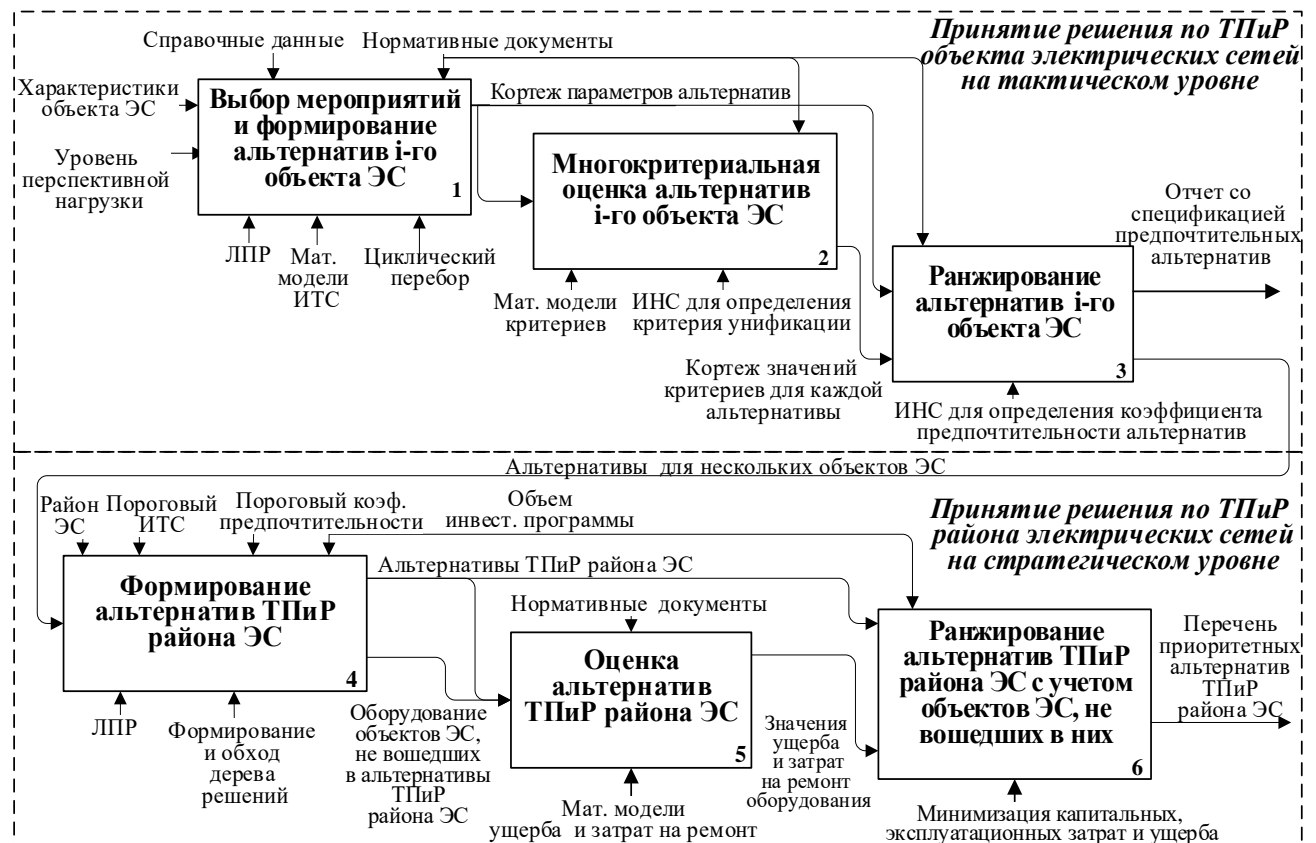 Принятие решения по ТПиР
объекта электрических сетей
на тактическом уровне
Справочные данные
Нормативные документы
Характеристики
объекта ЭС
Уровень
перспективной
нагрузки
Выбор мероприятий
и формирование
альтернатив i-го
объекта ЭС
1
Кортеж параметров альтернатив
ЛПР
Мат.
модели
ИТС
Циклический
перебор
Многокритериальная
оценка альтернатив
i-го объекта ЭС
2
Мат. модели
критериев
ИНС для определения
критерия унификации
Кортеж значений
критериев для каждой
альтернативы
Ранжирование
альтернатив i-го
объекта ЭС
3
Отчет со
спецификацией
предпочтительных
альтернатив
ИНС для определения коэффициента
предпочтительности альтернатив
Альтернативы для нескольких объектов ЭС
Принятие решения по ТПиР
района электрических сетей
на стратегическом уровне
Район
ЭС
Пороговый
ИТС
Пороговый коэф.
предпочтительности
Объем
инвест. программы
Формирование
альтернатив ТПиР
района ЭС
4
Альтернативы ТПиР района ЭС
ЛПР
Формирование
и обход
дерева
решений
Оборудование
объектов ЭС,
не вошедших
в альтернативы
ТПиР
района ЭС
Нормативные документы
Оценка
альтернатив
ТПиР района ЭС
5
Мат. модели
ущерба и затрат на ремонт
Значения
ущерба
и затрат
на ремонт
оборудования
Ранжирование
альтернатив ТПиР
района ЭС с учетом
объектов ЭС, не
вошедших в них
6
Перечень
приоритетных
альтернатив
ТПиР
района ЭС
Минимизация капитальных,
эксплуатационных затрат и ущерба